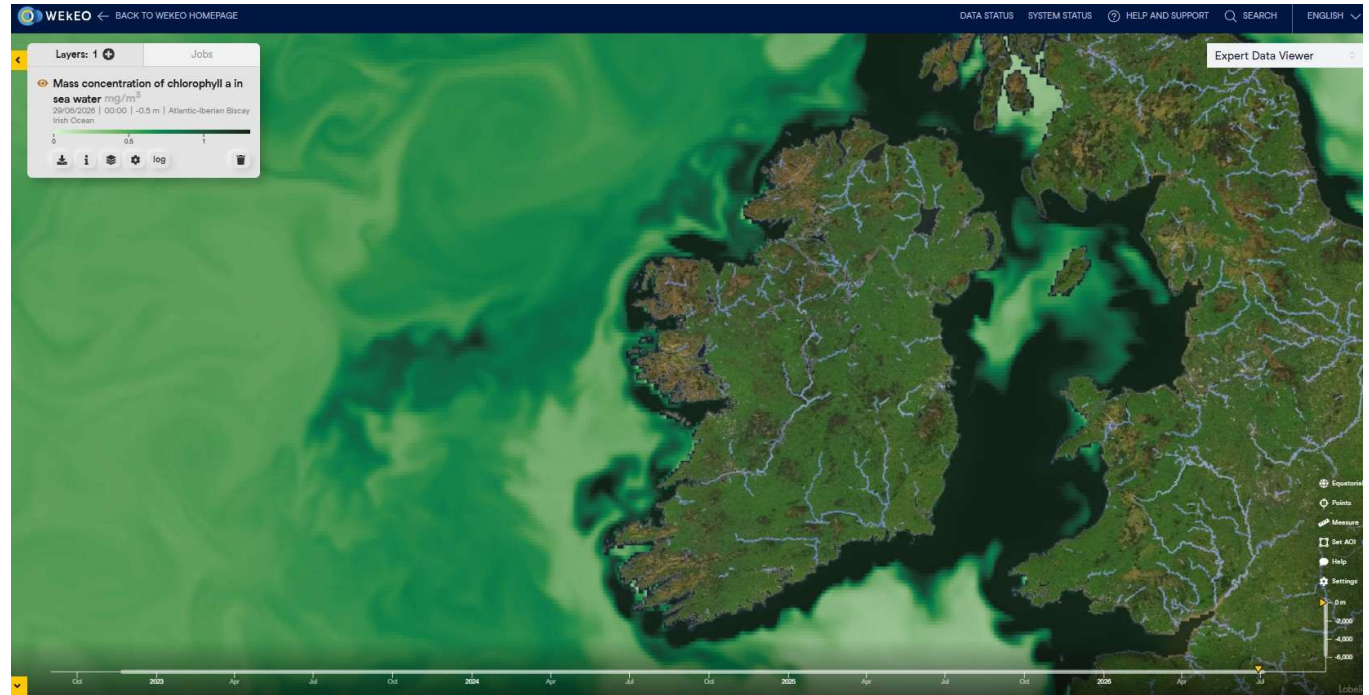 WEkEO ← BACK TO WEKEO HOMEPAGE
DATA STATUS SYSTEM STATUS HELP AND SUPPORT SEARCH ENGLISH
Layers: 1 Jobs
Expert Data Viewer
Mass concentration of chlorophyll a in
sea water mg/m³
29/06/2026 | 00:00 | -0.5 m | Atlantic-Iberian Biscay
Irish Ocean
0 0.5 1
log
Equatorial
Points
Measure
Set AOI
Help
Settings
0 m
-2,000
-4,000
-6,000
Oct 2023 Apr Jul Oct 2024 Apr Jul Oct 2025 Apr Jul Oct 2026 Apr Jul